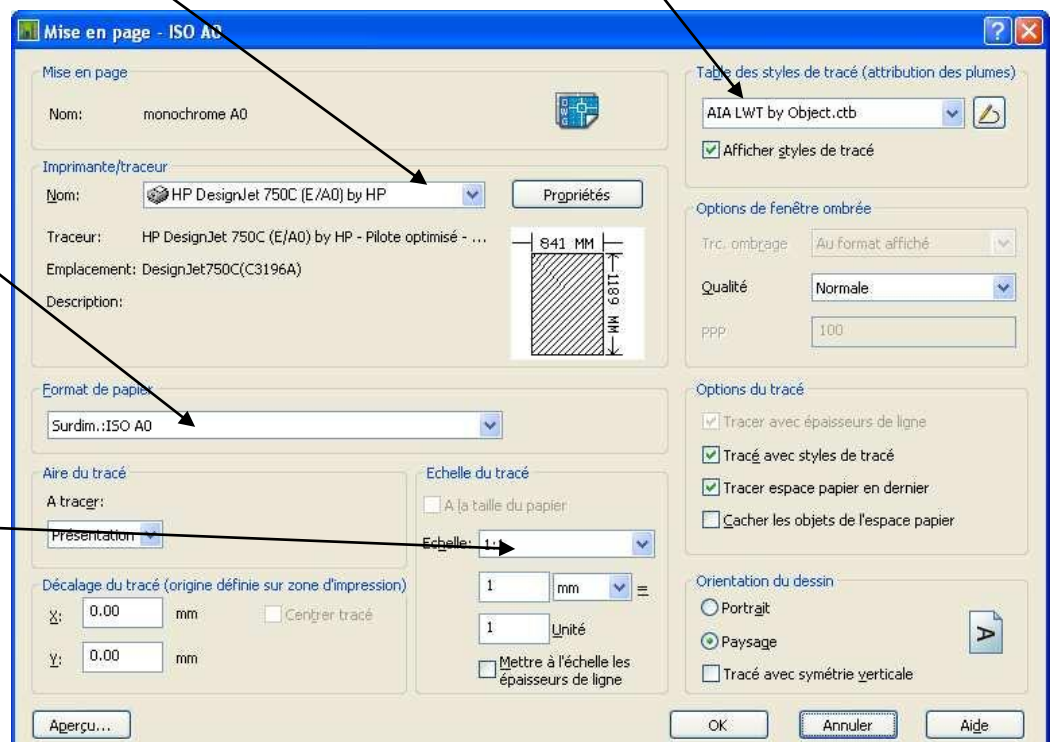 Mise en page - ISO A0
Mise en page
Nom: monochrome A0
Imprimante/traceur
Nom: HP DesignJet 750C (E/A0) by HP
Propriétés
Traceur: HP DesignJet 750C (E/A0) by HP - Pilote optimisé - ...
Emplacement: DesignJet750C(C3196A)
Description:
841 MM
1189 MM
Format de papier
Surdim.:ISO A0
Aire du tracé
A tracer:
Présentation
Echelle du tracé
A la taille du papier
Echelle: 1:1
1 mm =
1 Unité
Mettre à l'échelle les
épaisseurs de ligne
Décalage du tracé (origine définie sur zone d'impression)
X: 0.00 mm
Centrer tracé
Y: 0.00 mm
Table des styles de tracé (attribution des plumes)
AIA LWT by Object.ctb
Afficher styles de tracé
Options de fenêtre ombrée
Trc. ombrage Au format affiché
Qualité Normale
PPP 100
Options du tracé
Tracer avec épaisseurs de ligne
Tracé avec styles de tracé
Tracer espace papier en dernier
Cacher les objets de l'espace papier
Orientation du dessin
Portrait
Paysage
Tracé avec symétrie verticale
A
Aperçu...
OK
Annuler
Aide